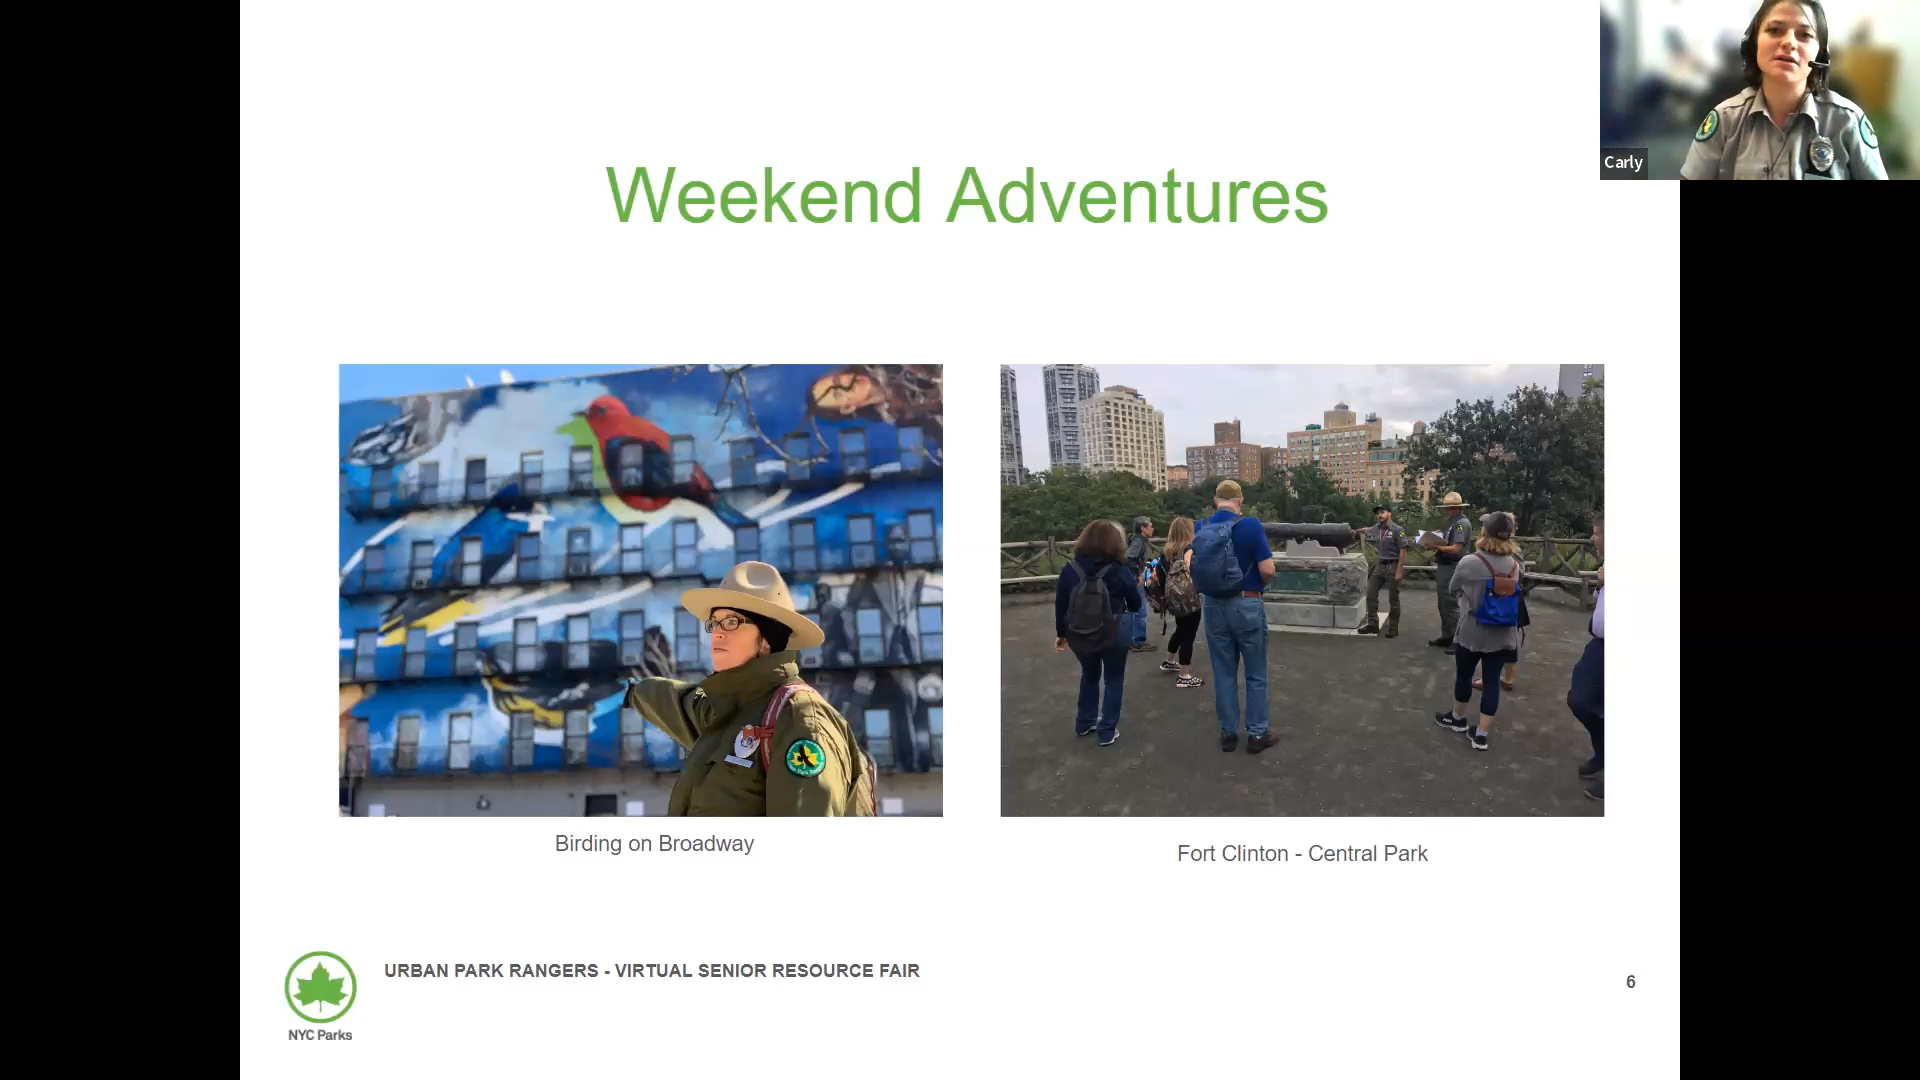 Carly
Weekend Adventures
Birding on Broadway
Fort Clinton - Central Park
URBAN PARK RANGERS - VIRTUAL SENIOR RESOURCE FAIR
6
NYC Parks